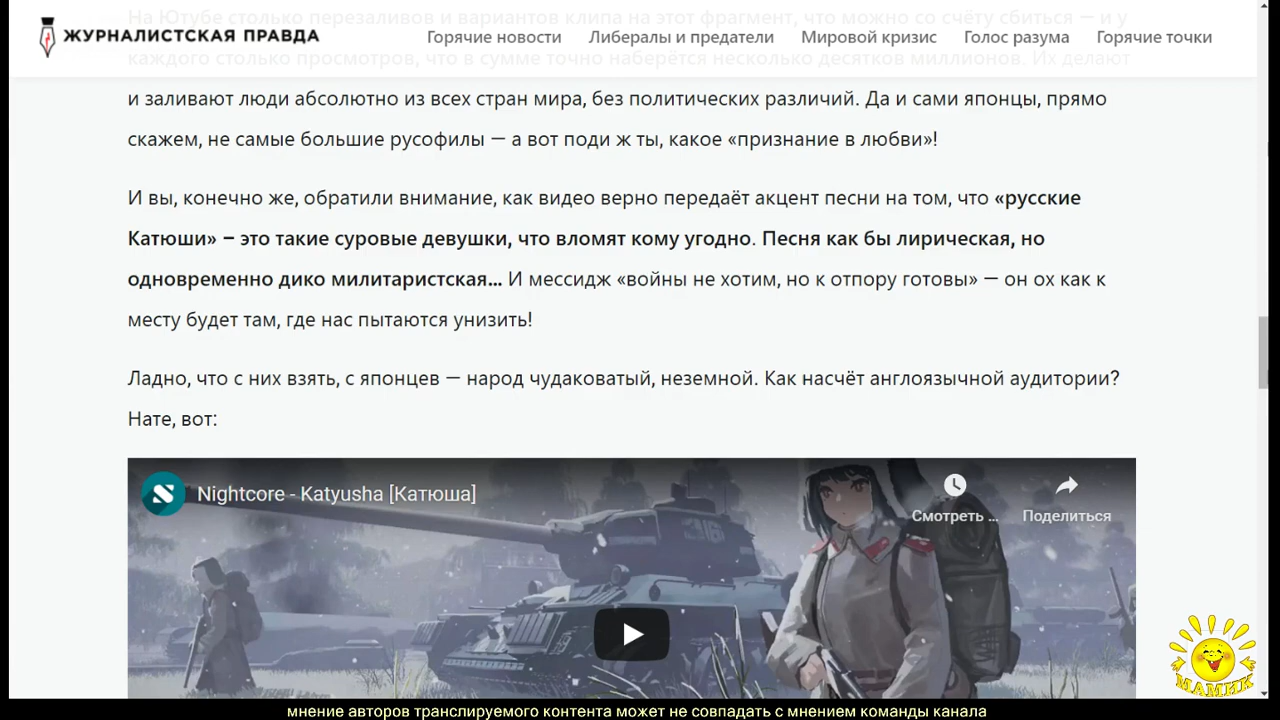 На Ютубе столько перезаливов и вариантов клипа на этот фрагмент, что можно со счёту сбиться — и у
ЖУРНАЛИСТСКАЯ ПРАВДА
Горячие новости Либералы и предатели Мировой кризис Голос разума Горячие точки
каждого столько просмотров, что в сумме точно наберётся несколько десятков миллионов. Их делают
и заливают люди абсолютно из всех стран мира, без политических различий. Да и сами японцы, прямо
скажем, не самые большие русофилы — а вот поди ж ты, какое «признание в любви»!
И вы, конечно же, обратили внимание, как видео верно передаёт акцент песни на том, что «русские
Катюши» – это такие суровые девушки, что вломят кому угодно. Песня как бы лирическая, но
одновременно дико милитаристская... И мессидж «войны не хотим, но к отпору готовы» — он ох как к
месту будет там, где нас пытаются унизить!
Ладно, что с них взять, с японцев — народ чудаковатый, неземной. Как насчёт англоязычной аудитории?
Нате, вот:
Nightcore - Katyusha [Катюша]
Смотреть ...
Поделиться
МАМИК
мнение авторов транслируемого контента может не совпадать с мнением команды канала